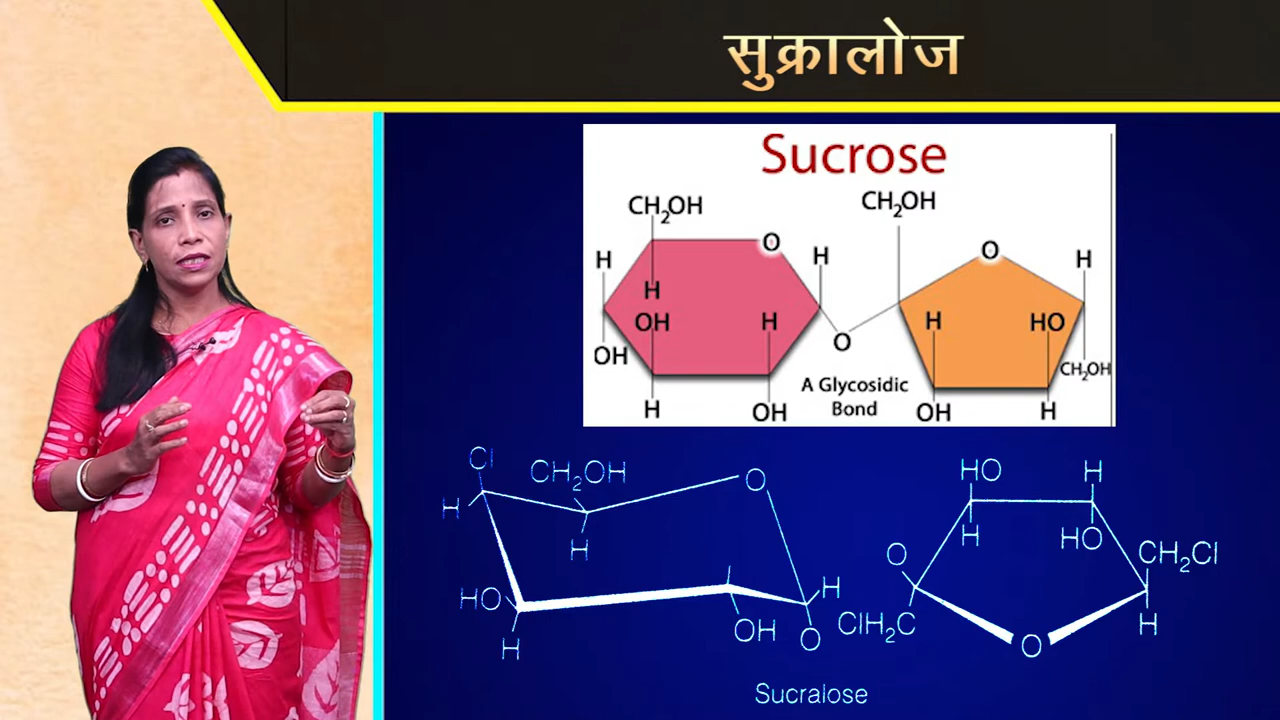 सुक्रालोज
Sucrose
CH₂OH
CH₂OH
O
O
H
H
H
H
H
OH
H
H
HO
OH
O
CH₂OH
A Glycosidic
Bond
H
OH
OH
H
Cl
CH₂OH
O
HO
H
H
H
H
HO
O
CH₂Cl
HO
H
ClH₂C
H
OH
O
H
O
Sucralose